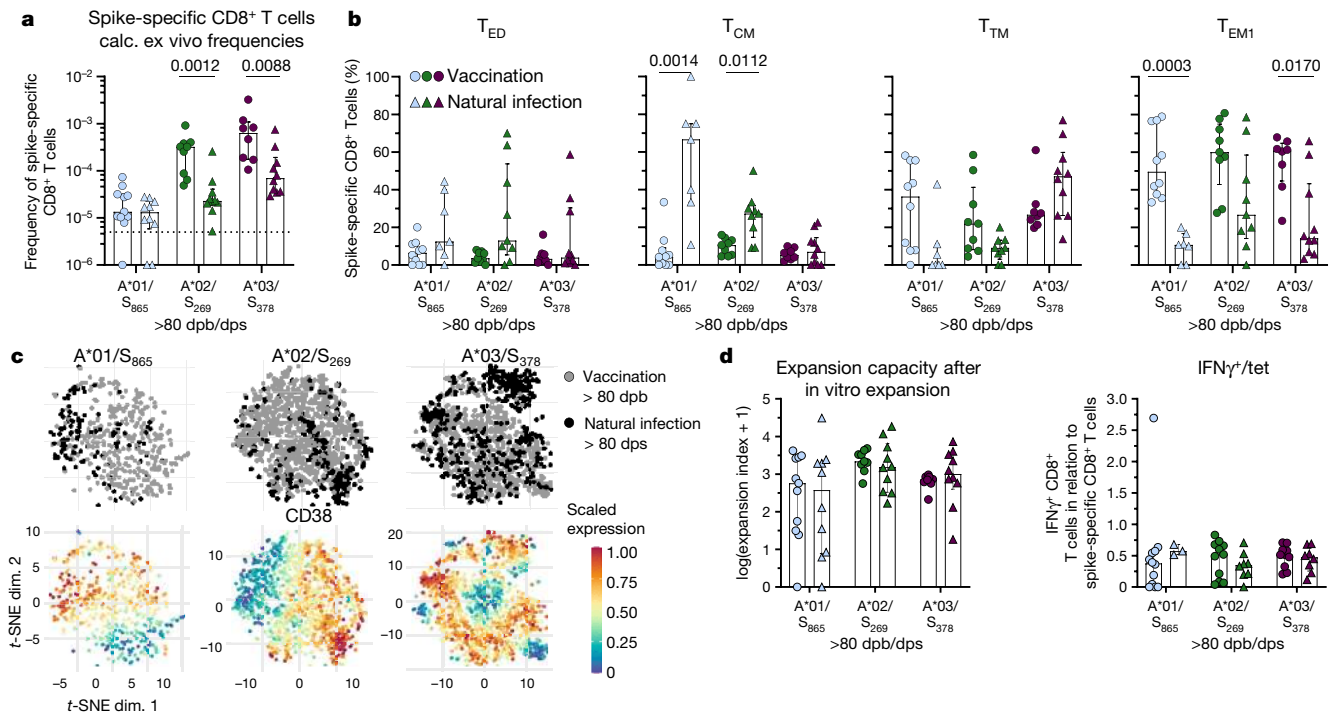 a
Spike-specific CD8⁺ T cells
calc. ex vivo frequencies
0.0012
0.0088
Frequency of spike-specific
CD8⁺ T cells
10⁻²
10⁻³
10⁻⁴
10⁻⁵
10⁻⁶
A*01/
S₈₆₅
A*02/
S₂₆₉
A*03/
S₃₇₈
>80 dpb/dps
b
T_ED
Spike-specific CD8⁺ Tcells (%)
100
80
60
40
20
0
Vaccination
Natural infection
A*01/
S₈₆₅
A*02/
S₂₆₉
A*03/
S₃₇₈
>80 dpb/dps
T_CM
0.0014
0.0112
A*01/
S₈₆₅
A*02/
S₂₆₉
A*03/
S₃₇₈
>80 dpb/dps
T_TM
A*01/
S₈₆₅
A*02/
S₂₆₉
A*03/
S₃₇₈
>80 dpb/dps
T_EM1
0.0003
0.0170
A*01/
S₈₆₅
A*02/
S₂₆₉
A*03/
S₃₇₈
>80 dpb/dps
c
A*01/S₈₆₅
A*02/S₂₆₉
A*03/S₃₇₈
Vaccination
> 80 dpb
Natural infection
> 80 dps
CD38
Scaled
expression
1.00
0.75
0.50
0.25
0
t-SNE dim. 2
10
5
0
−5
−5 0 5 10
10
0
−10
−10 0 10
20
10
0
−10
−10 0 10
t-SNE dim. 1
d
Expansion capacity after
in vitro expansion
log(expansion index + 1)
5
4
3
2
1
0
A*01/
S₈₆₅
A*02/
S₂₆₉
A*03/
S₃₇₈
>80 dpb/dps
IFNγ⁺/tet
IFNγ⁺ CD8⁺
T cells in relation to
spike-specific CD8⁺ T cells
3.0
2.5
2.0
1.5
1.0
0.5
0
A*01/
S₈₆₅
A*02/
S₂₆₉
A*03/
S₃₇₈
>80 dpb/dps